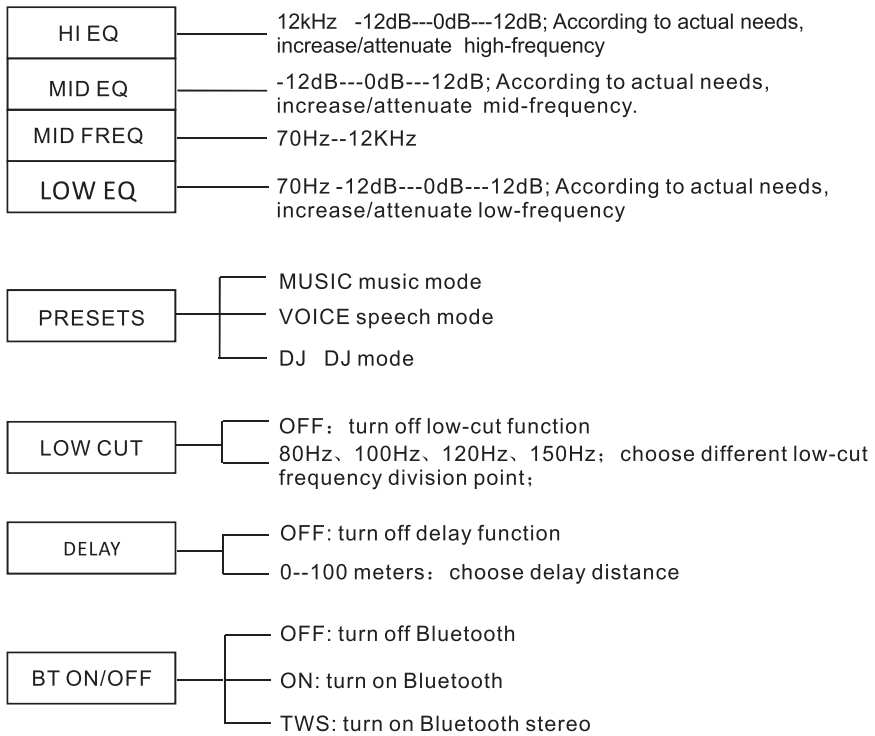 HI EQ
12kHz -12dB---0dB---12dB; According to actual needs,
increase/attenuate high-frequency
MID EQ
-12dB---0dB---12dB; According to actual needs,
increase/attenuate mid-frequency.
MID FREQ
70Hz--12KHz
LOW EQ
70Hz -12dB---0dB---12dB; According to actual needs,
increase/attenuate low-frequency
PRESETS
MUSIC music mode
VOICE speech mode
DJ DJ mode
LOW CUT
OFF：turn off low-cut function
80Hz、100Hz、120Hz、150Hz；choose different low-cut
frequency division point；
DELAY
OFF: turn off delay function
0--100 meters：choose delay distance
BT ON/OFF
OFF: turn off Bluetooth
ON: turn on Bluetooth
TWS: turn on Bluetooth stereo